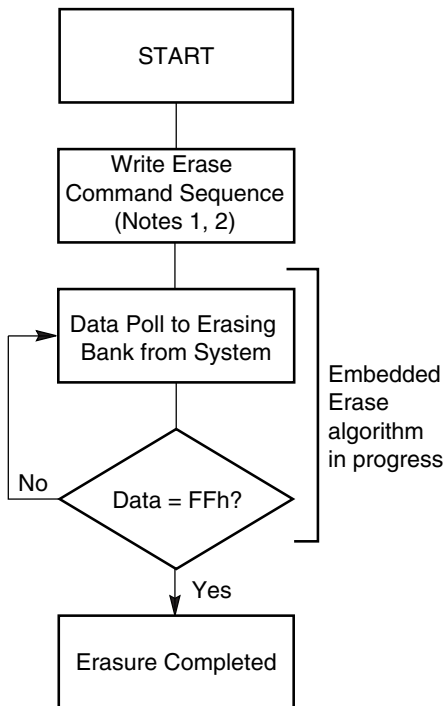 START
Write Erase
Command Sequence
(Notes 1, 2)
Data Poll to Erasing
Bank from System
Embedded
Erase
algorithm
in progress
No
Data = FFh?
Yes
Erasure Completed